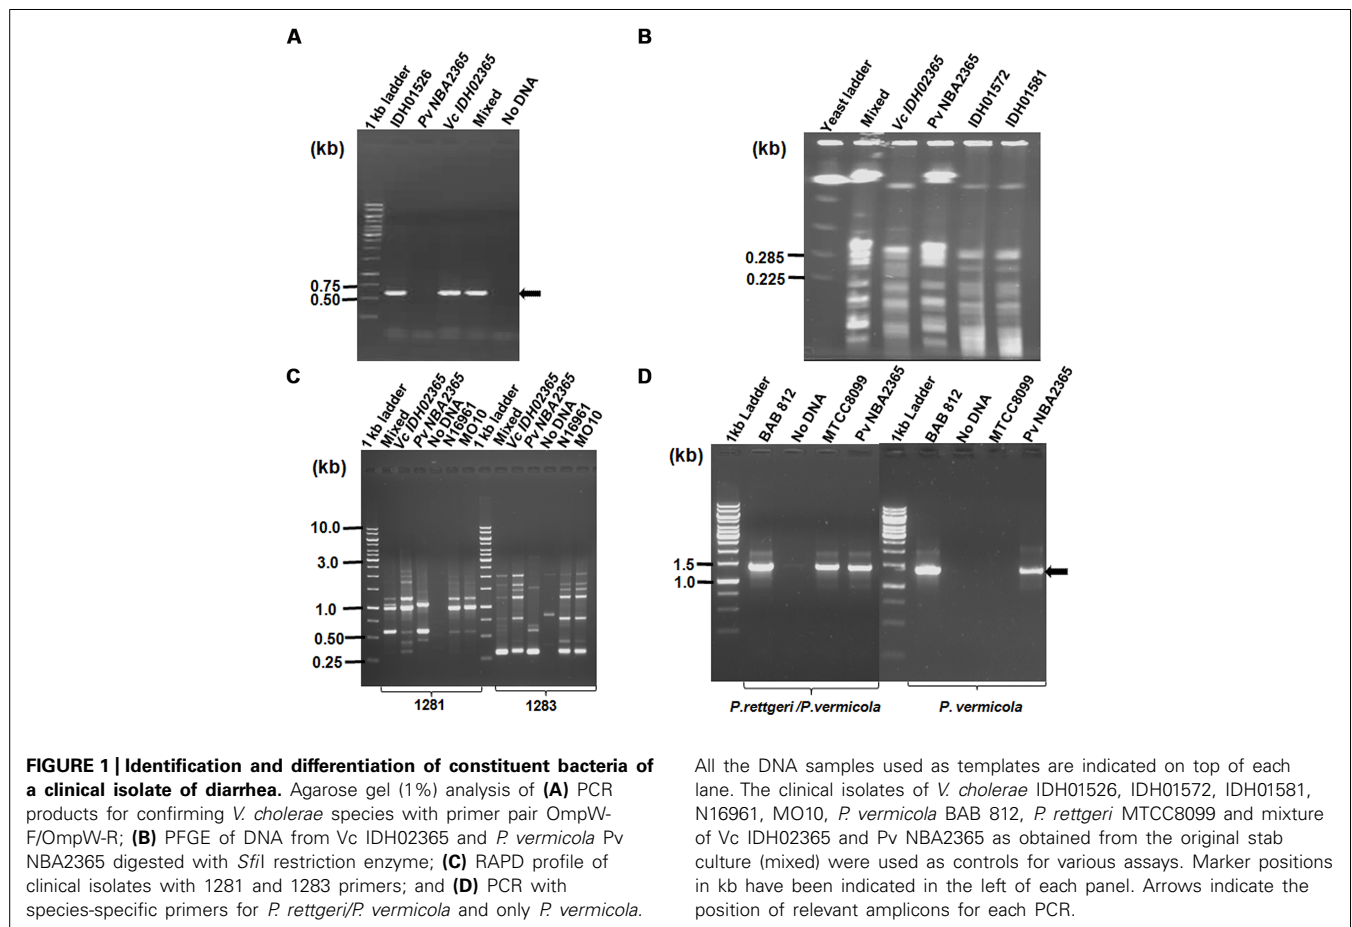 A
1 kb ladder
IDH01526
Pv NBA2365
Vc IDH02365
Mixed
No DNA
(kb)
0.75
0.50
B
Yeast ladder
Mixed
Vc IDH02365
Pv NBA2365
IDH01572
IDH01581
(kb)
0.285
0.225
C
1 kb ladder
Mixed
Vc IDH02365
Pv NBA2365
No DNA
N16961
MO10
1 kb ladder
Mixed
Vc IDH02365
Pv NBA2365
No DNA
N16961
MO10
(kb)
10.0
3.0
1.0
0.50
0.25
1281
1283
D
1kb Ladder
BAB 812
No DNA
MTCC8099
Pv NBA2365
1kb Ladder
BAB 812
No DNA
MTCC8099
Pv NBA2365
(kb)
1.5
1.0
P.rettgeri/P.vermicola
P. vermicola
FIGURE 1 | Identification and differentiation of constituent bacteria of
a clinical isolate of diarrhea. Agarose gel (1%) analysis of (A) PCR
products for confirming V. cholerae species with primer pair OmpW-
F/OmpW-R; (B) PFGE of DNA from Vc IDH02365 and P. vermicola Pv
NBA2365 digested with SfiI restriction enzyme; (C) RAPD profile of
clinical isolates with 1281 and 1283 primers; and (D) PCR with
species-specific primers for P. rettgeri/P. vermicola and only P. vermicola.
All the DNA samples used as templates are indicated on top of each
lane. The clinical isolates of V. cholerae IDH01526, IDH01572, IDH01581,
N16961, MO10, P. vermicola BAB 812, P. rettgeri MTCC8099 and mixture
of Vc IDH02365 and Pv NBA2365 as obtained from the original stab
culture (mixed) were used as controls for various assays. Marker positions
in kb have been indicated in the left of each panel. Arrows indicate the
position of relevant amplicons for each PCR.